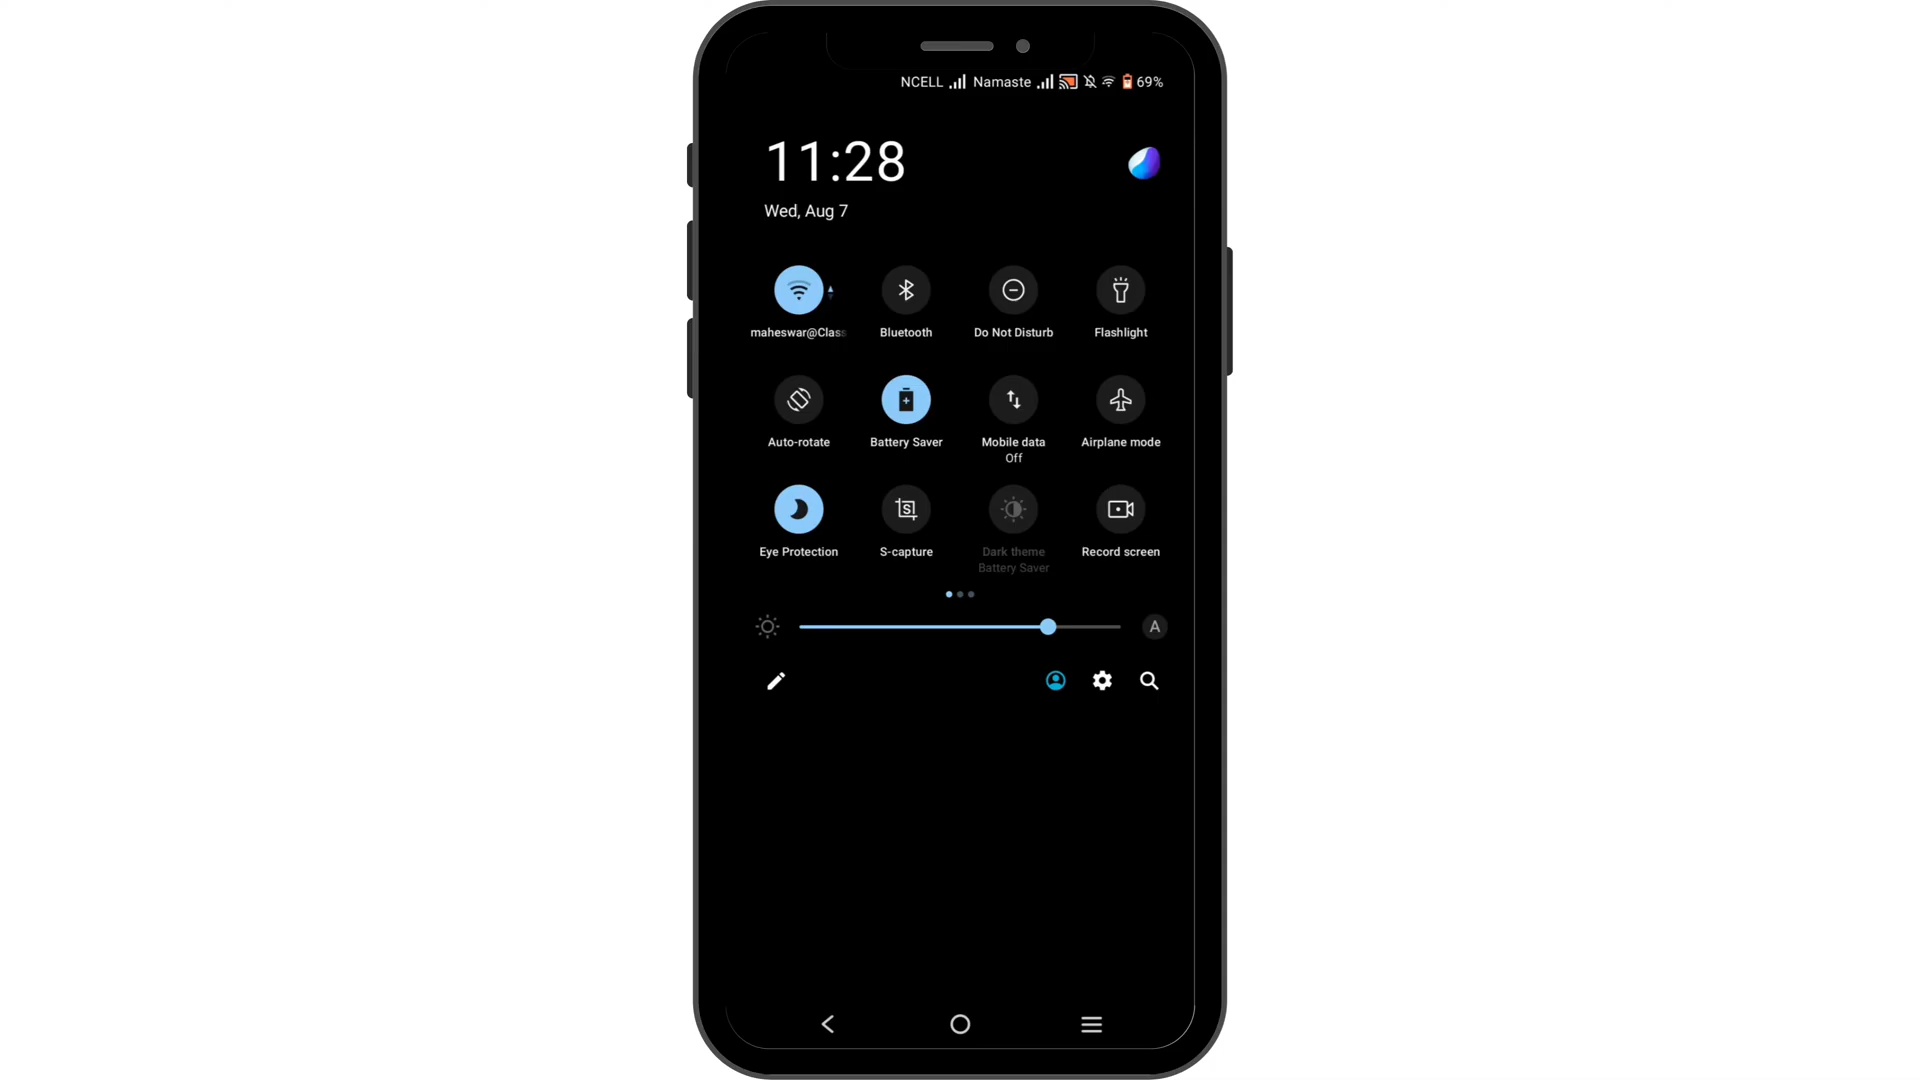 NCELL Namaste 69%
11:28
Wed, Aug 7
maheswar@Class Bluetooth Do Not Disturb Flashlight
Auto-rotate Battery Saver Mobile data Airplane mode
Off
Eye Protection S-capture Dark theme Record screen
Battery Saver
A